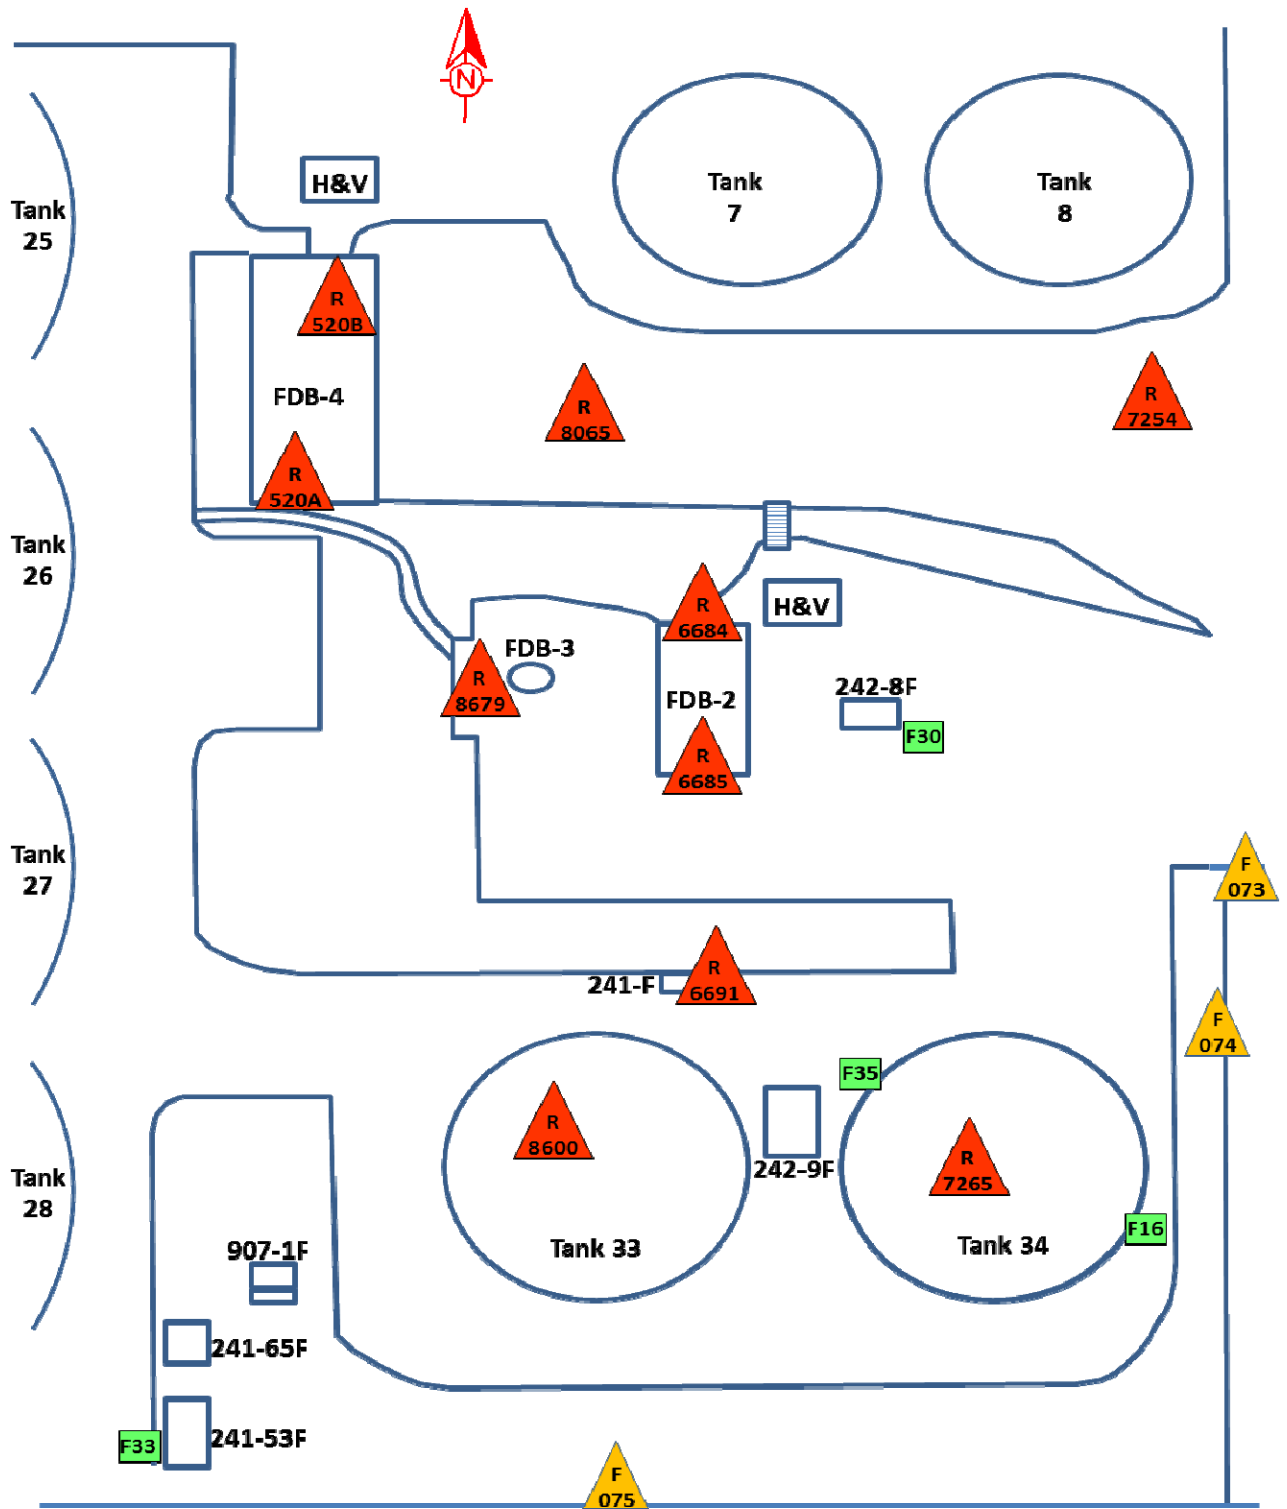 N
H&V
Tank
7
Tank
8
Tank
25
R
520B
FDB-4
R
8065
R
7254
R
520A
Tank
26
R
6684
H&V
FDB-3
R
8679
FDB-2
242-8F
F30
R
6685
Tank
27
F
073
241-F
R
6691
F
074
F35
R
8600
242-9F
R
7265
Tank
28
F16
Tank 33
Tank 34
907-1F
241-65F
F33
241-53F
F
075